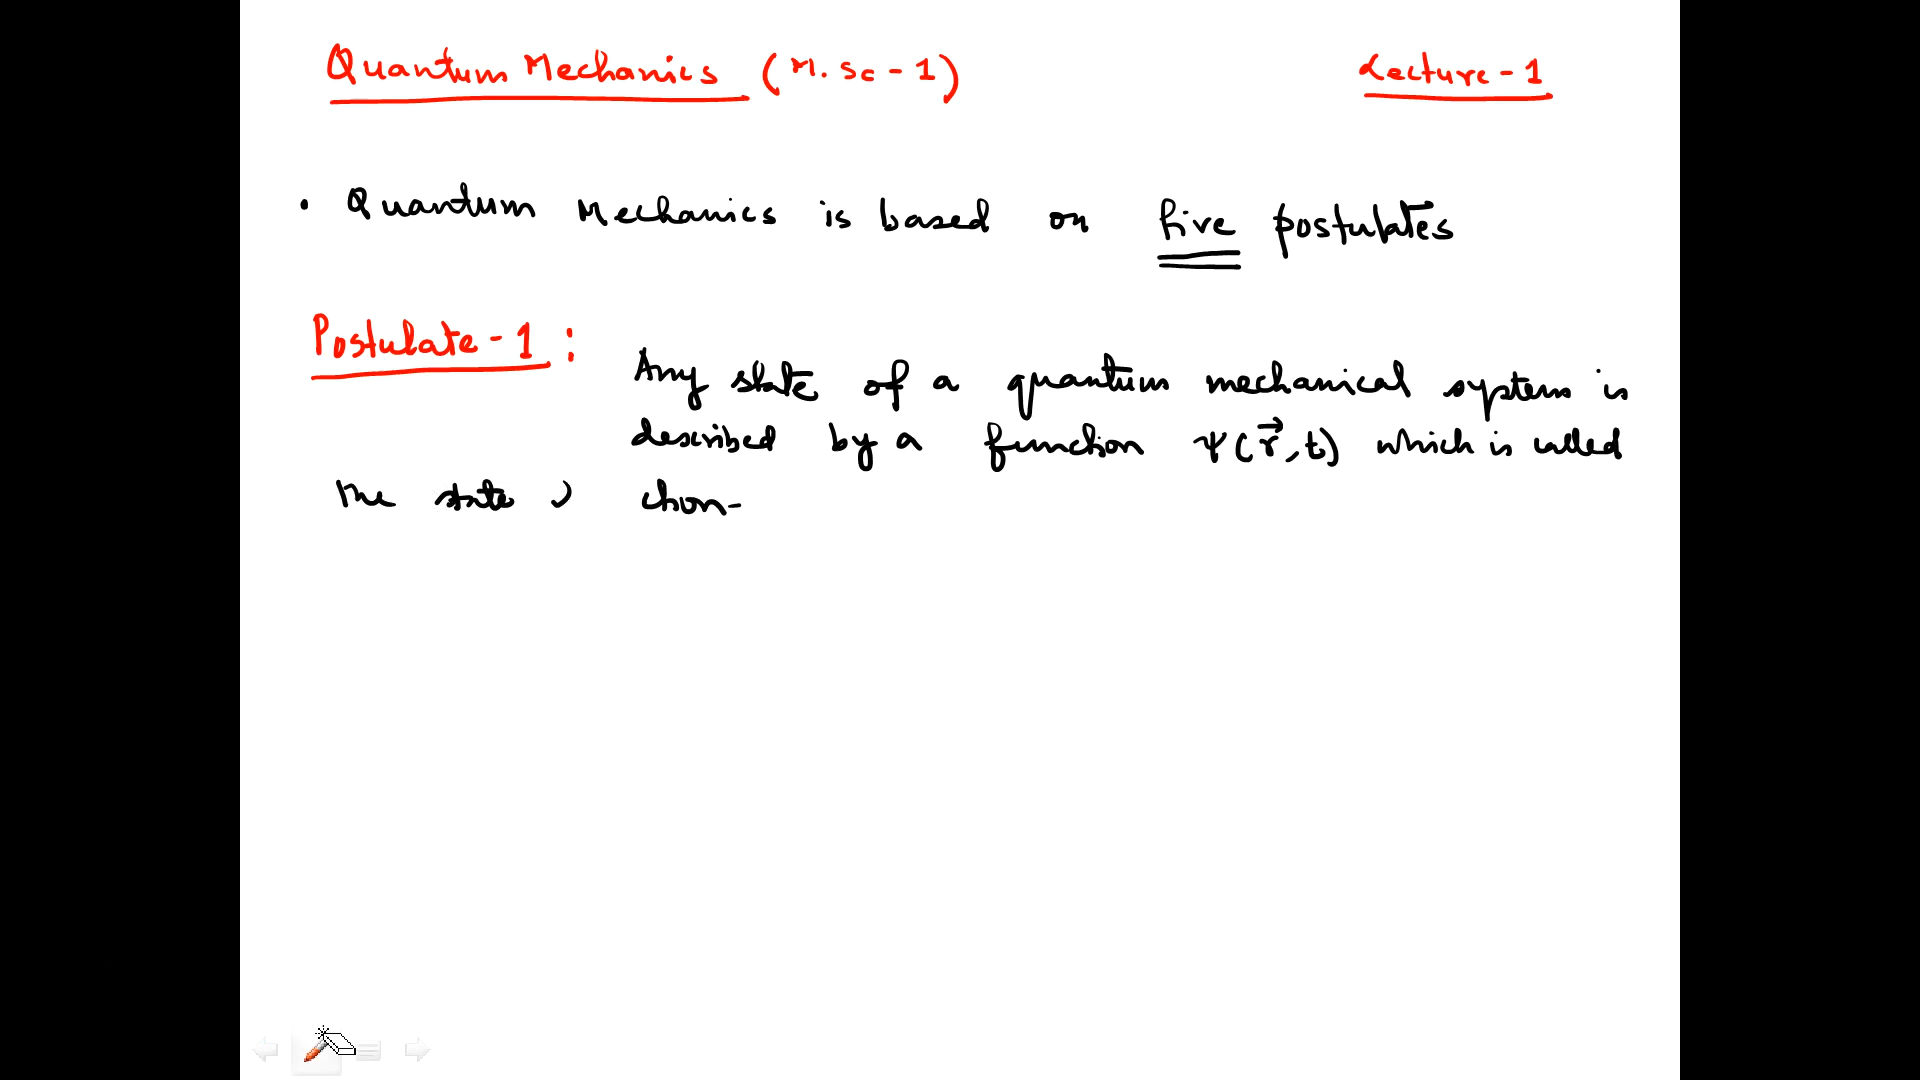 Quantum Mechanics (M.Sc - 1) Lecture - 1
• Quantum Mechanics is based on five postulates
Postulate - 1 :
Any state of a quantum mechanical system is
described by a function Ψ(r⃗, t) which is called
the state